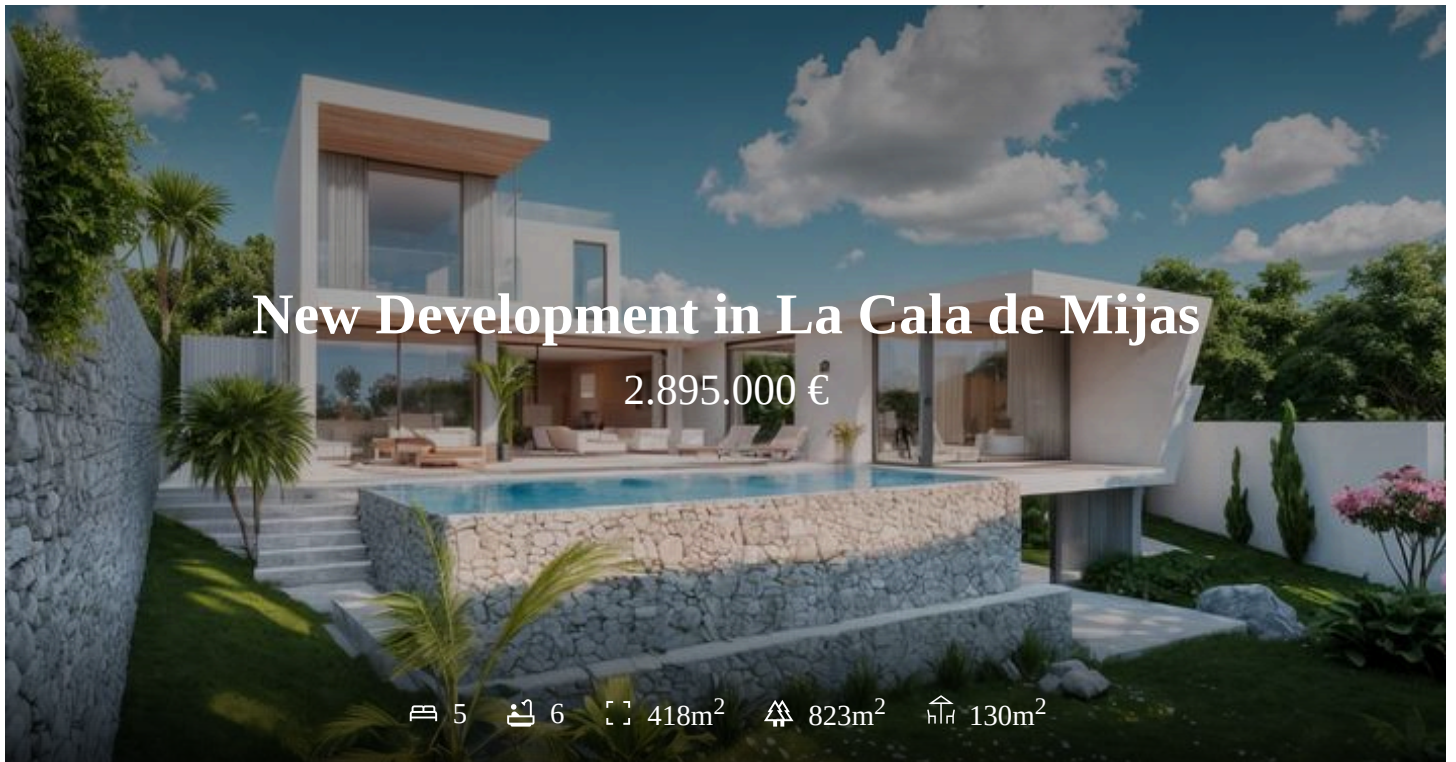 New Development in La Cala de Mijas
2.895.000 €
5 6 418m² 823m² 130m²